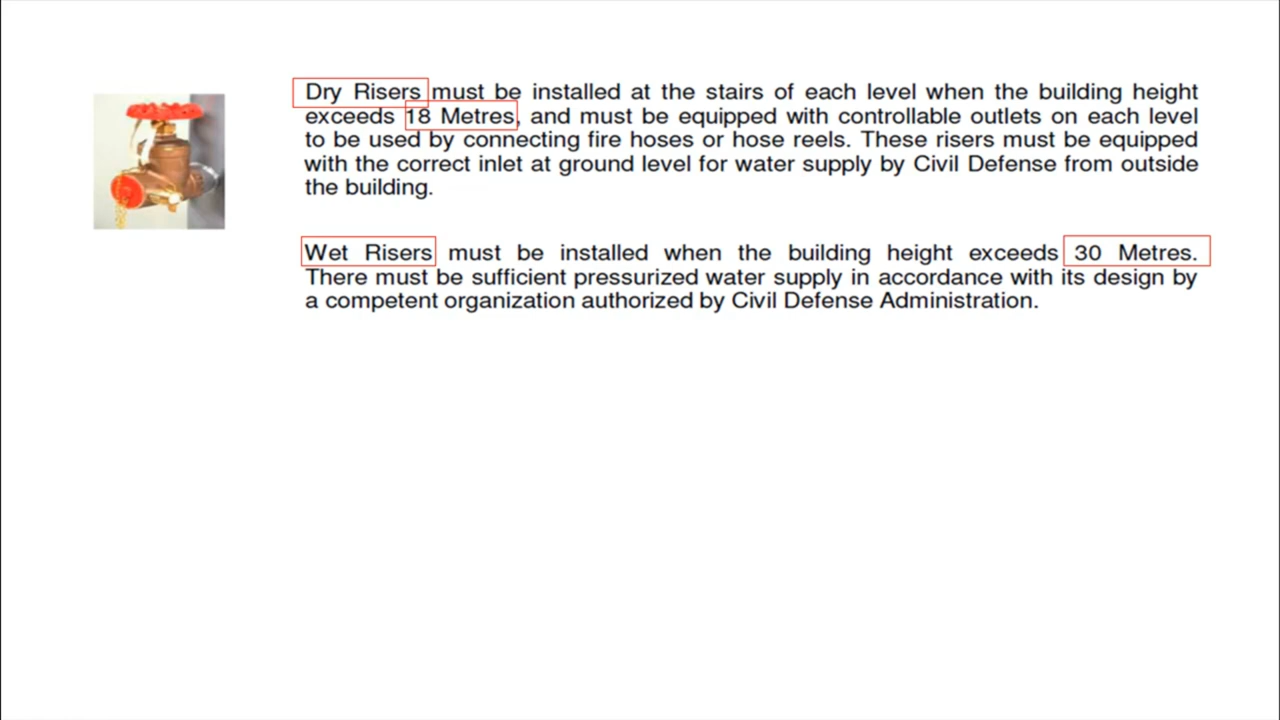 Dry Risers must be installed at the stairs of each level when the building height
exceeds 18 Metres, and must be equipped with controllable outlets on each level
to be used by connecting fire hoses or hose reels. These risers must be equipped
with the correct inlet at ground level for water supply by Civil Defense from outside
the building.
Wet Risers must be installed when the building height exceeds 30 Metres.
There must be sufficient pressurized water supply in accordance with its design by
a competent organization authorized by Civil Defense Administration.